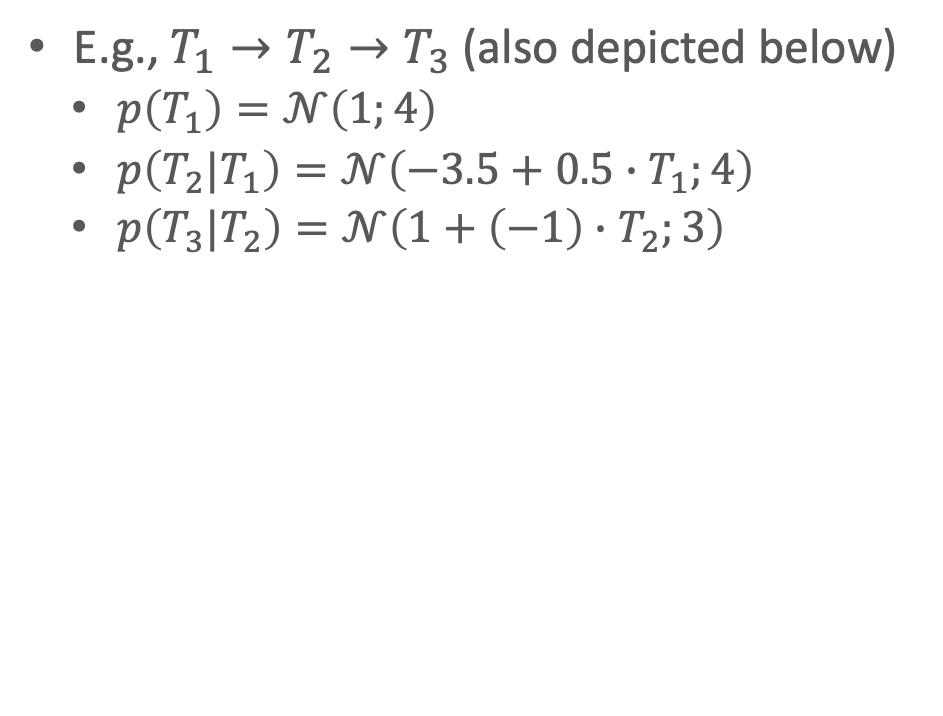 • E.g., 𝑇₁ → 𝑇₂ → 𝑇₃ (also depicted below)
• 𝑝(𝑇₁) = 𝒩(1; 4)
• 𝑝(𝑇₂|𝑇₁) = 𝒩(−3.5 + 0.5 · 𝑇₁; 4)
• 𝑝(𝑇₃|𝑇₂) = 𝒩(1 + (−1) · 𝑇₂; 3)